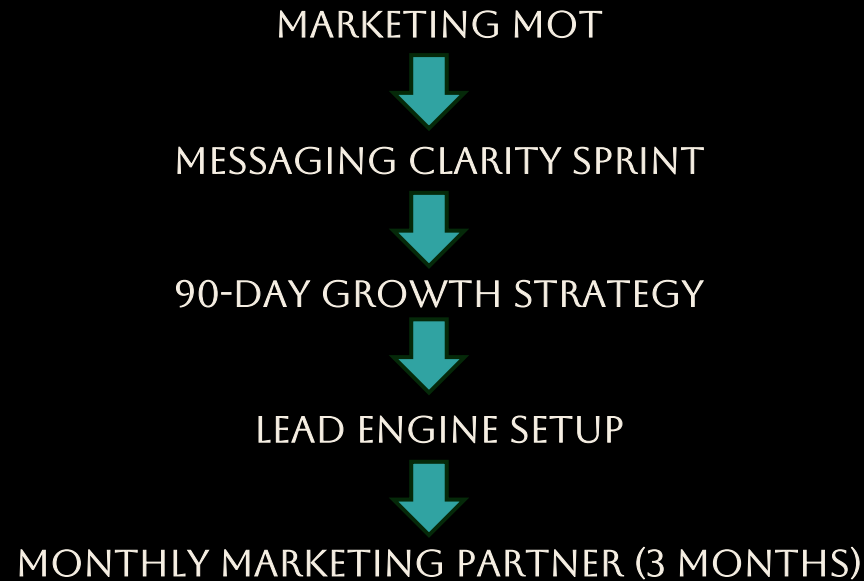 MARKETING MOT
MESSAGING CLARITY SPRINT
90-DAY GROWTH STRATEGY
LEAD ENGINE SETUP
MONTHLY MARKETING PARTNER (3 MONTHS)